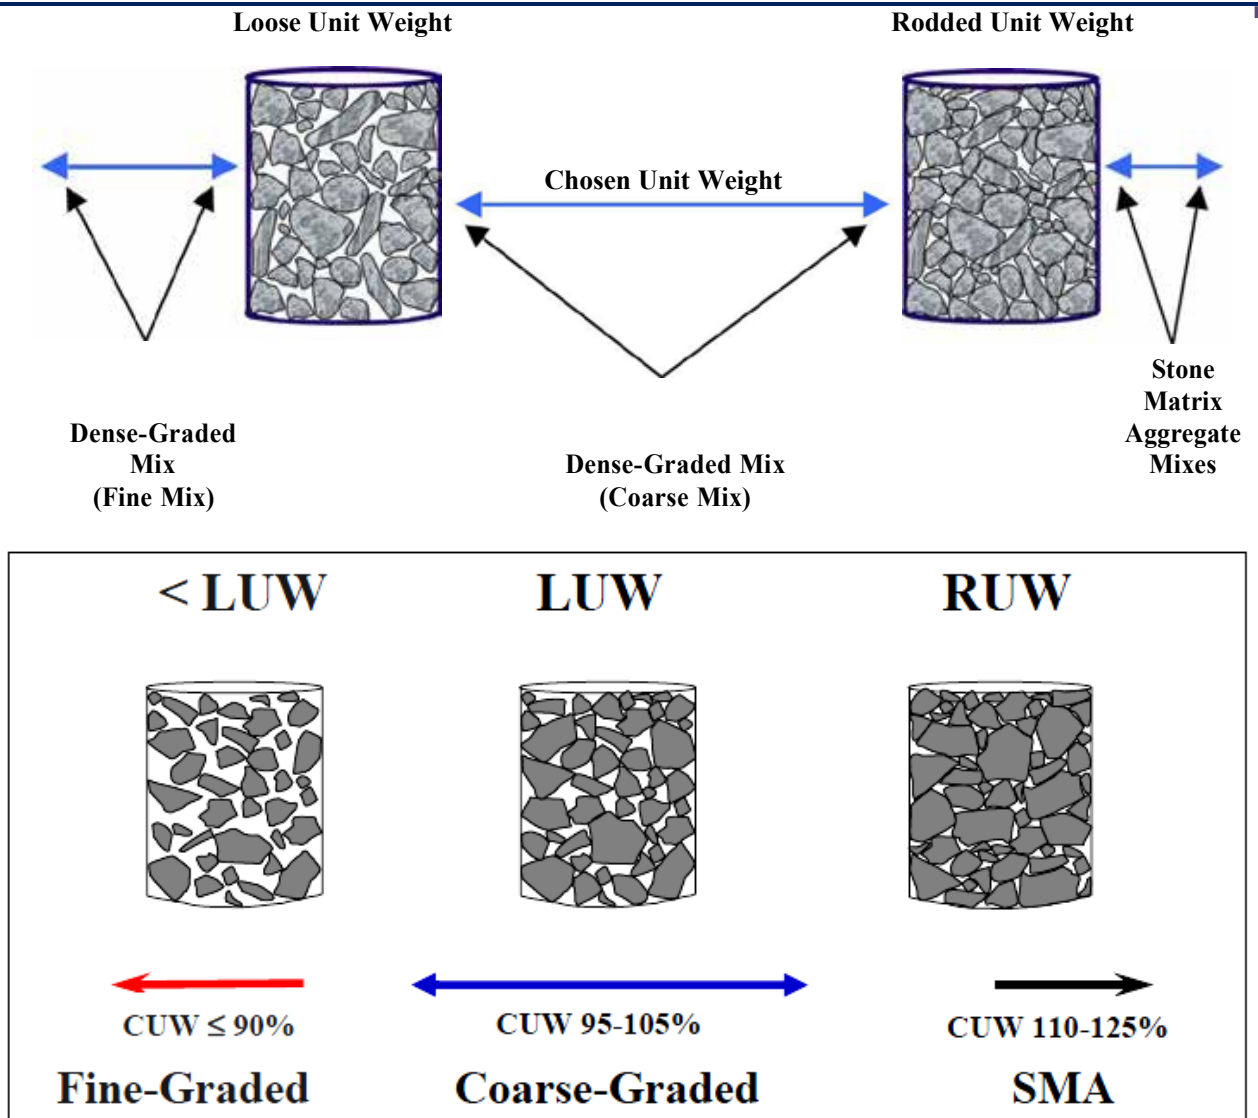 Loose Unit Weight
Rodded Unit Weight
Chosen Unit Weight
Dense-Graded
Mix
(Fine Mix)
Dense-Graded Mix
(Coarse Mix)
Stone
Matrix
Aggregate
Mixes
< LUW
LUW
RUW
CUW ≤ 90%
CUW 95-105%
CUW 110-125%
Fine-Graded
Coarse-Graded
SMA